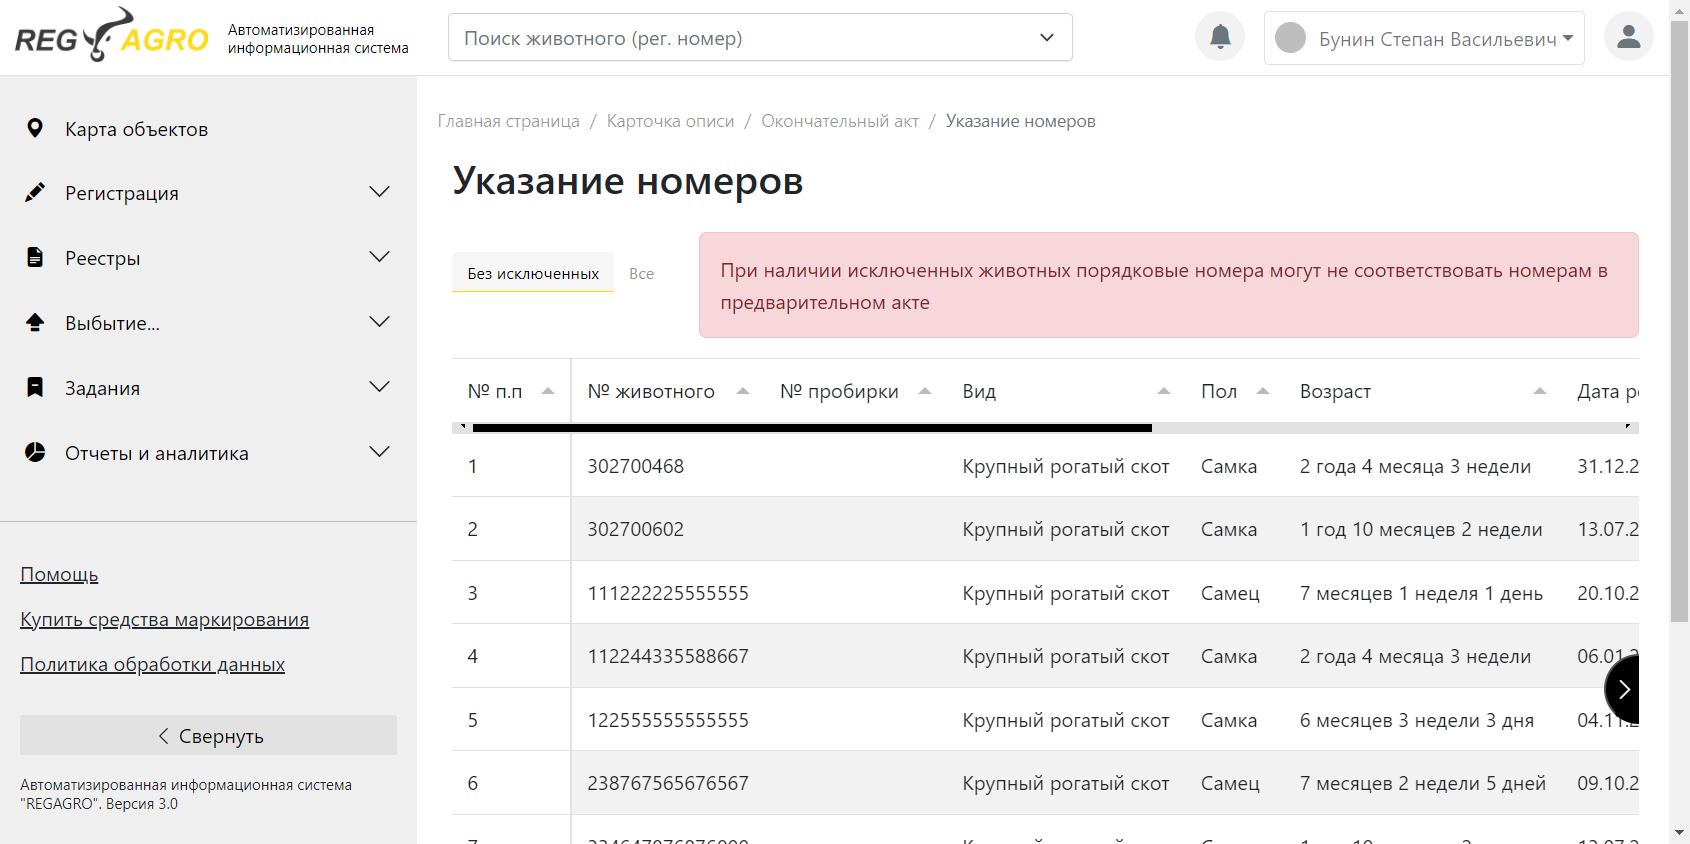 REG AGRO
Автоматизированная
информационная система
Поиск животного (рег. номер)
Бунин Степан Васильевич
Карта объектов
Регистрация
Реестры
Выбытие...
Задания
Отчеты и аналитика
Помощь
Купить средства маркирования
Политика обработки данных
Свернуть
Автоматизированная информационная система
"REGAGRO". Версия 3.0
Главная страница / Карточка описи / Окончательный акт / Указание номеров
Указание номеров
Без исключенных Все
При наличии исключенных животных порядковые номера могут не соответствовать номерам в
предварительном акте
№ п.п № животного № пробирки Вид Пол Возраст Дата
1 302700468 Крупный рогатый скот Самка 2 года 4 месяца 3 недели 31.12.2
2 302700602 Крупный рогатый скот Самка 1 год 10 месяцев 2 недели 13.07.2
3 111222225555555 Крупный рогатый скот Самец 7 месяцев 1 неделя 1 день 20.10.2
4 112244335588667 Крупный рогатый скот Самка 2 года 4 месяца 3 недели 06.01.2
5 122555555555555 Крупный рогатый скот Самка 6 месяцев 3 недели 3 дня 04.11.2
6 238767565676567 Крупный рогатый скот Самец 7 месяцев 2 недели 5 дней 09.10.2